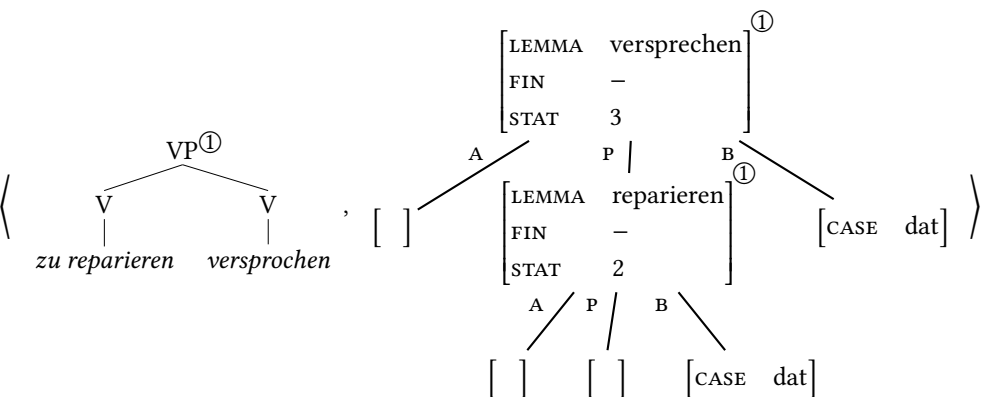 LEMMA versprechen ①
FIN –
STAT 3
VP①
A P B
V V
LEMMA reparieren ①
⟨ , [ ] FIN – [CASE dat] ⟩
zu reparieren versprochen
STAT 2
A P B
[ ] [ ] [CASE dat]